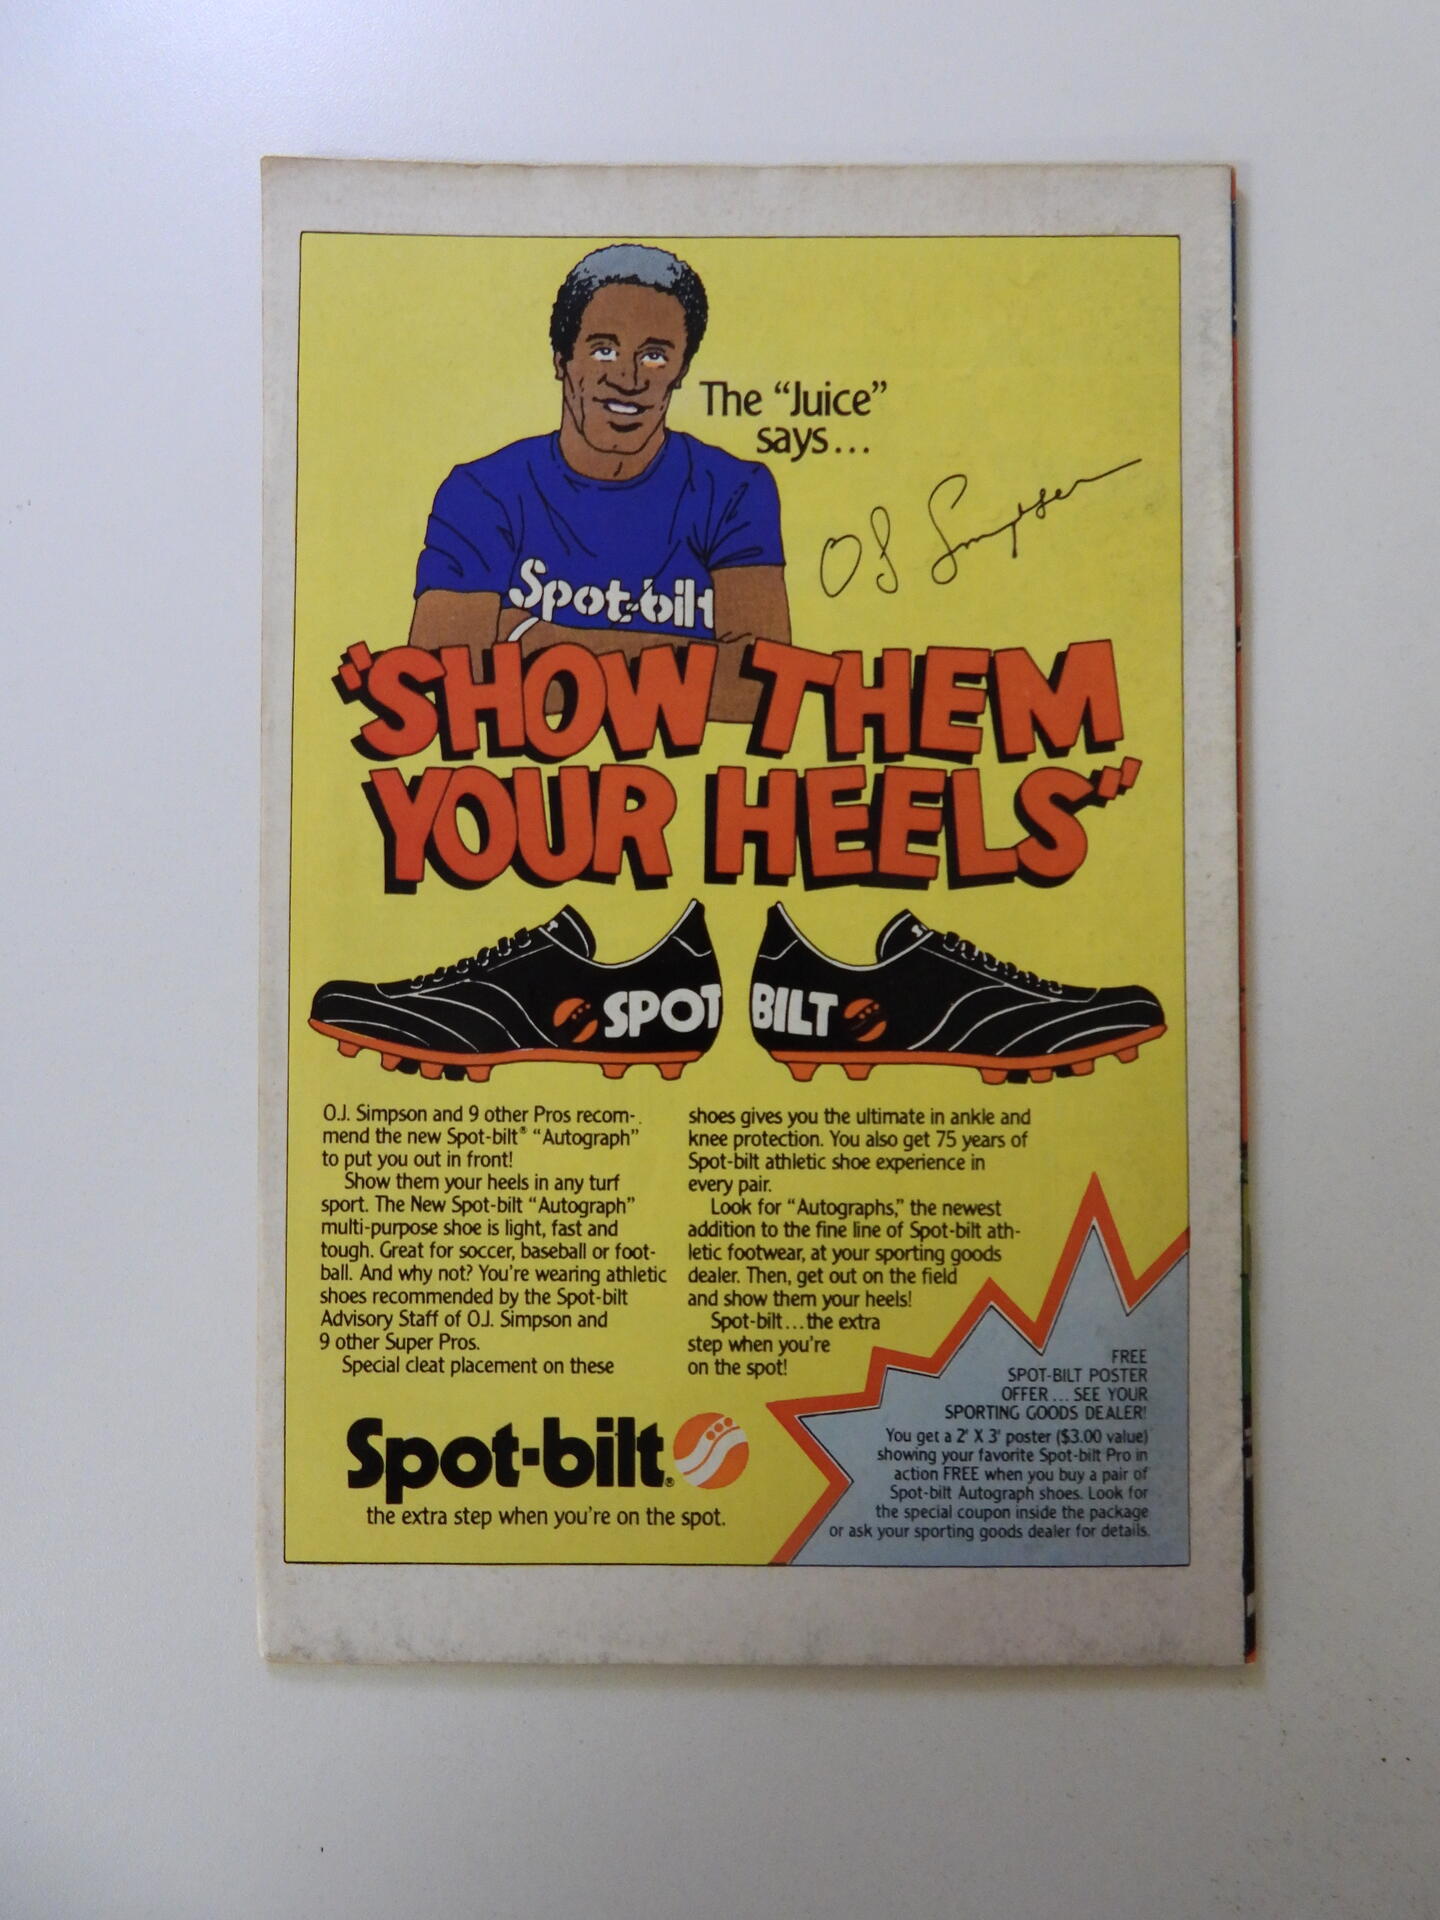 The “Juice”
says...
OJ Simpson
Spot-bilt
"SHOW THEM
YOUR HEELS"
SPOT BILT
O.J. Simpson and 9 other Pros recom-
mend the new Spot-bilt® “Autograph”
to put you out in front!
Show them your heels in any turf
sport. The New Spot-bilt “Autograph”
multi-purpose shoe is light, fast and
tough. Great for soccer, baseball or foot-
ball. And why not? You're wearing athletic
shoes recommended by the Spot-bilt
Advisory Staff of O.J. Simpson and
9 other Super Pros.
Special cleat placement on these
shoes gives you the ultimate in ankle and
knee protection. You also get 75 years of
Spot-bilt athletic shoe experience in
every pair.
Look for “Autographs,” the newest
addition to the fine line of Spot-bilt ath-
letic footwear, at your sporting goods
dealer. Then, get out on the field
and show them your heels!
Spot-bilt...the extra
step when you're
on the spot!
Spot-bilt®
the extra step when you're on the spot.
FREE
SPOT-BILT POSTER
OFFER... SEE YOUR
SPORTING GOODS DEALER!
You get a 2' X 3' poster ($3.00 value)
showing your favorite Spot-bilt Pro in
action FREE when you buy a pair of
Spot-bilt Autograph shoes. Look for
the special coupon inside the package
or ask your sporting goods dealer for details.